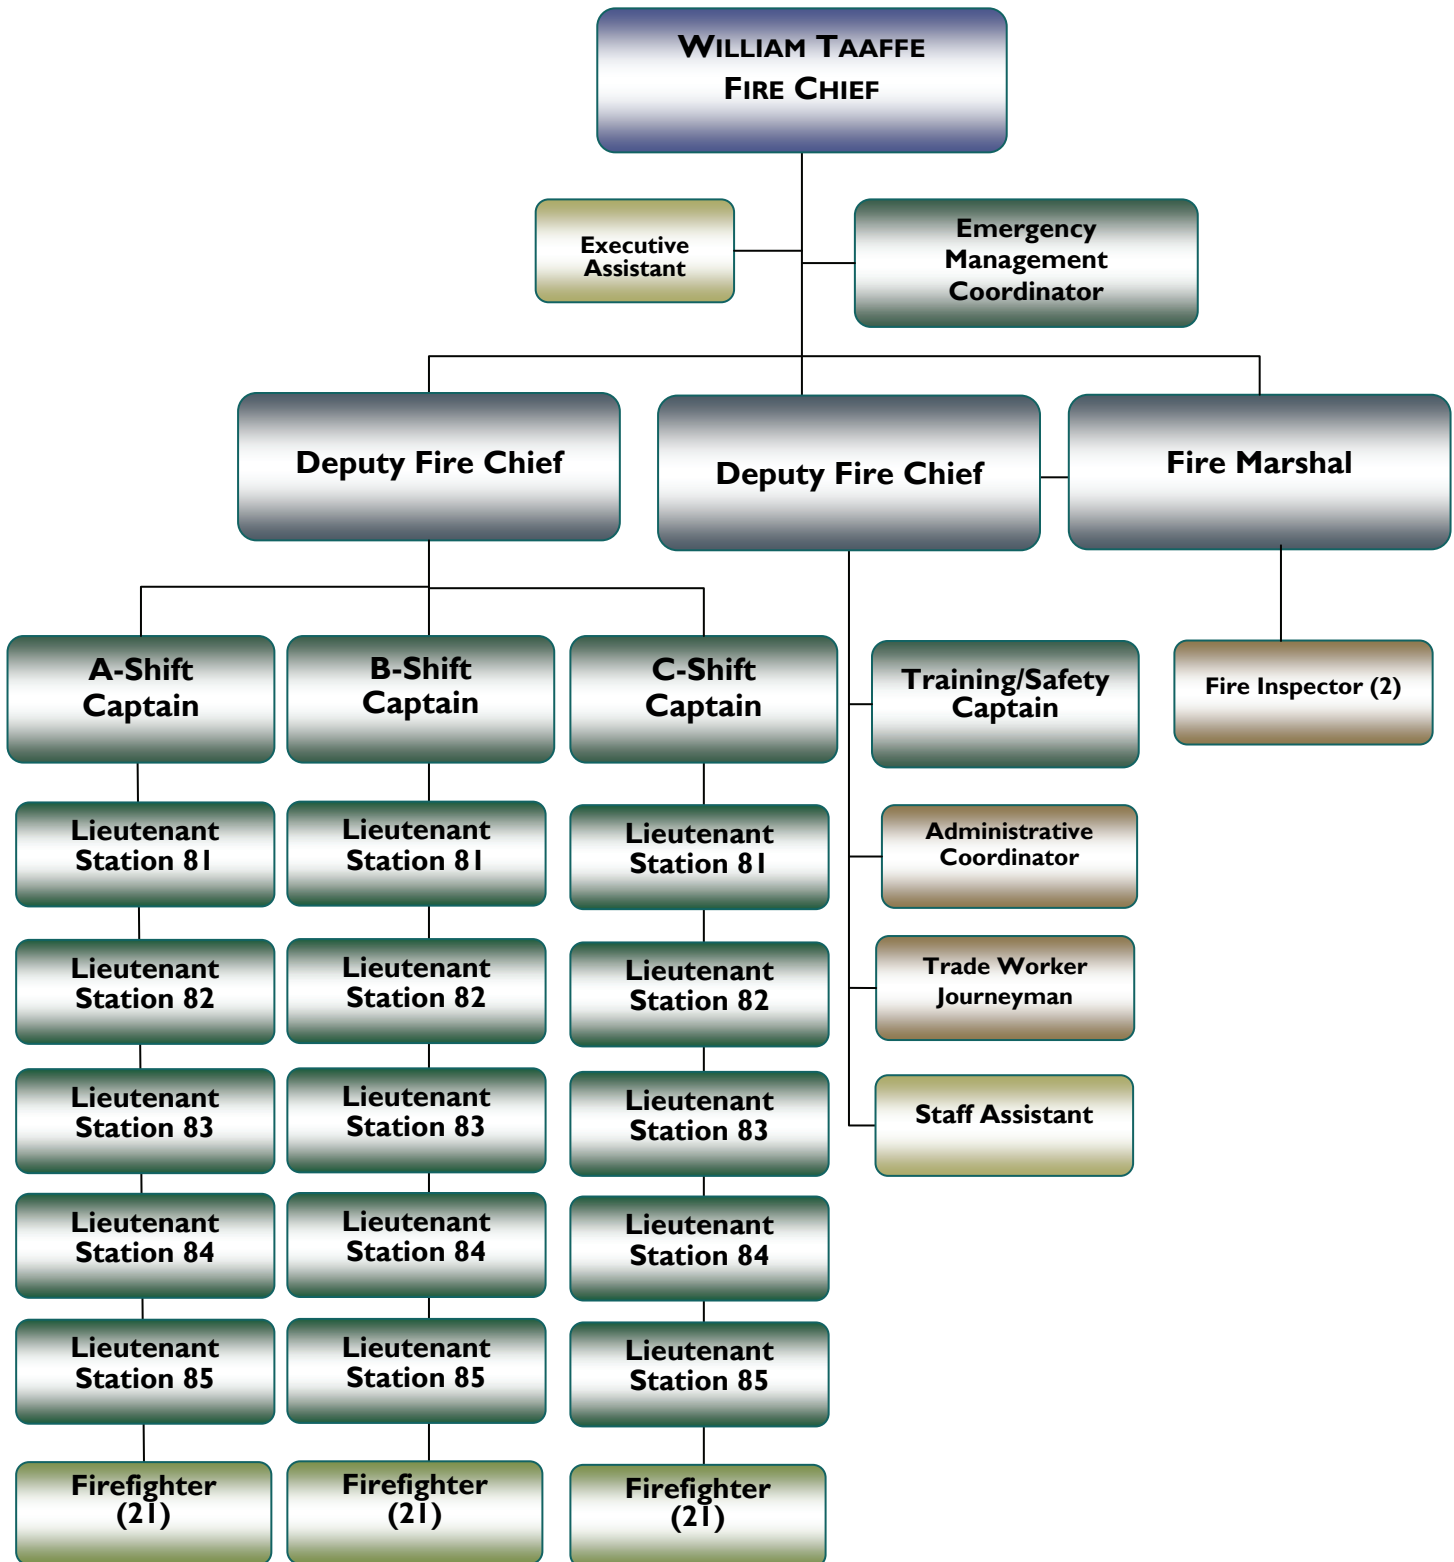 WILLIAM TAAFFE
FIRE CHIEF
Executive
Assistant
Emergency
Management
Coordinator
Deputy Fire Chief
Deputy Fire Chief
Fire Marshal
A-Shift
Captain
B-Shift
Captain
C-Shift
Captain
Training/Safety
Captain
Fire Inspector (2)
Lieutenant
Station 81
Lieutenant
Station 81
Lieutenant
Station 81
Administrative
Coordinator
Lieutenant
Station 82
Lieutenant
Station 82
Lieutenant
Station 82
Trade Worker
Journeyman
Lieutenant
Station 83
Lieutenant
Station 83
Lieutenant
Station 83
Staff Assistant
Lieutenant
Station 84
Lieutenant
Station 84
Lieutenant
Station 84
Lieutenant
Station 85
Lieutenant
Station 85
Lieutenant
Station 85
Firefighter
(21)
Firefighter
(21)
Firefighter
(21)